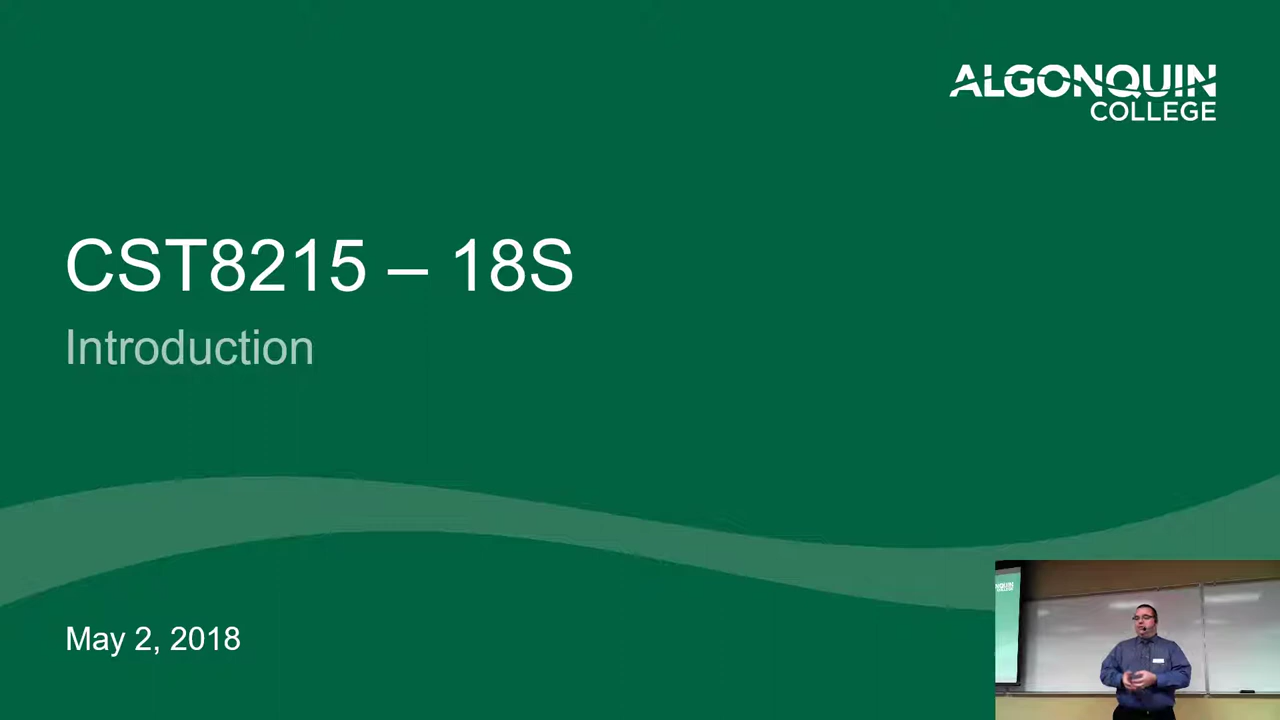 ALGONQUIN
COLLEGE
CST8215 – 18S
Introduction
May 2, 2018